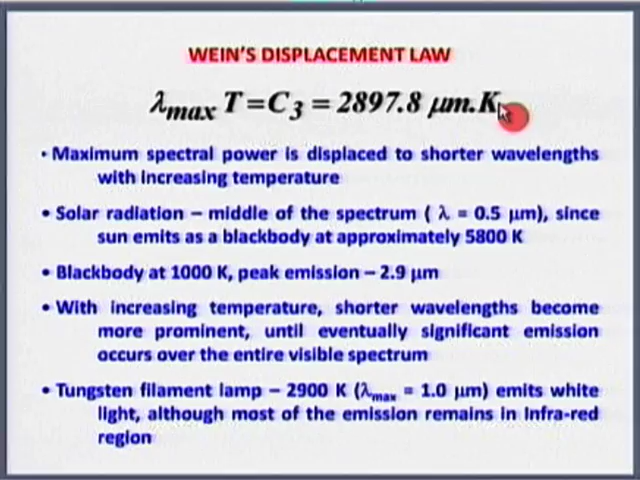 WEIN'S DISPLACEMENT LAW
λmax T = C3 = 2897.8 μm.K
• Maximum spectral power is displaced to shorter wavelengths
with increasing temperature
• Solar radiation – middle of the spectrum ( λ = 0.5 μm), since
sun emits as a blackbody at approximately 5800 K
• Blackbody at 1000 K, peak emission – 2.9 μm
• With increasing temperature, shorter wavelengths become
more prominent, until eventually significant emission
occurs over the entire visible spectrum
• Tungsten filament lamp – 2900 K (λmax = 1.0 μm) emits white
light, although most of the emission remains in Infra-red
region